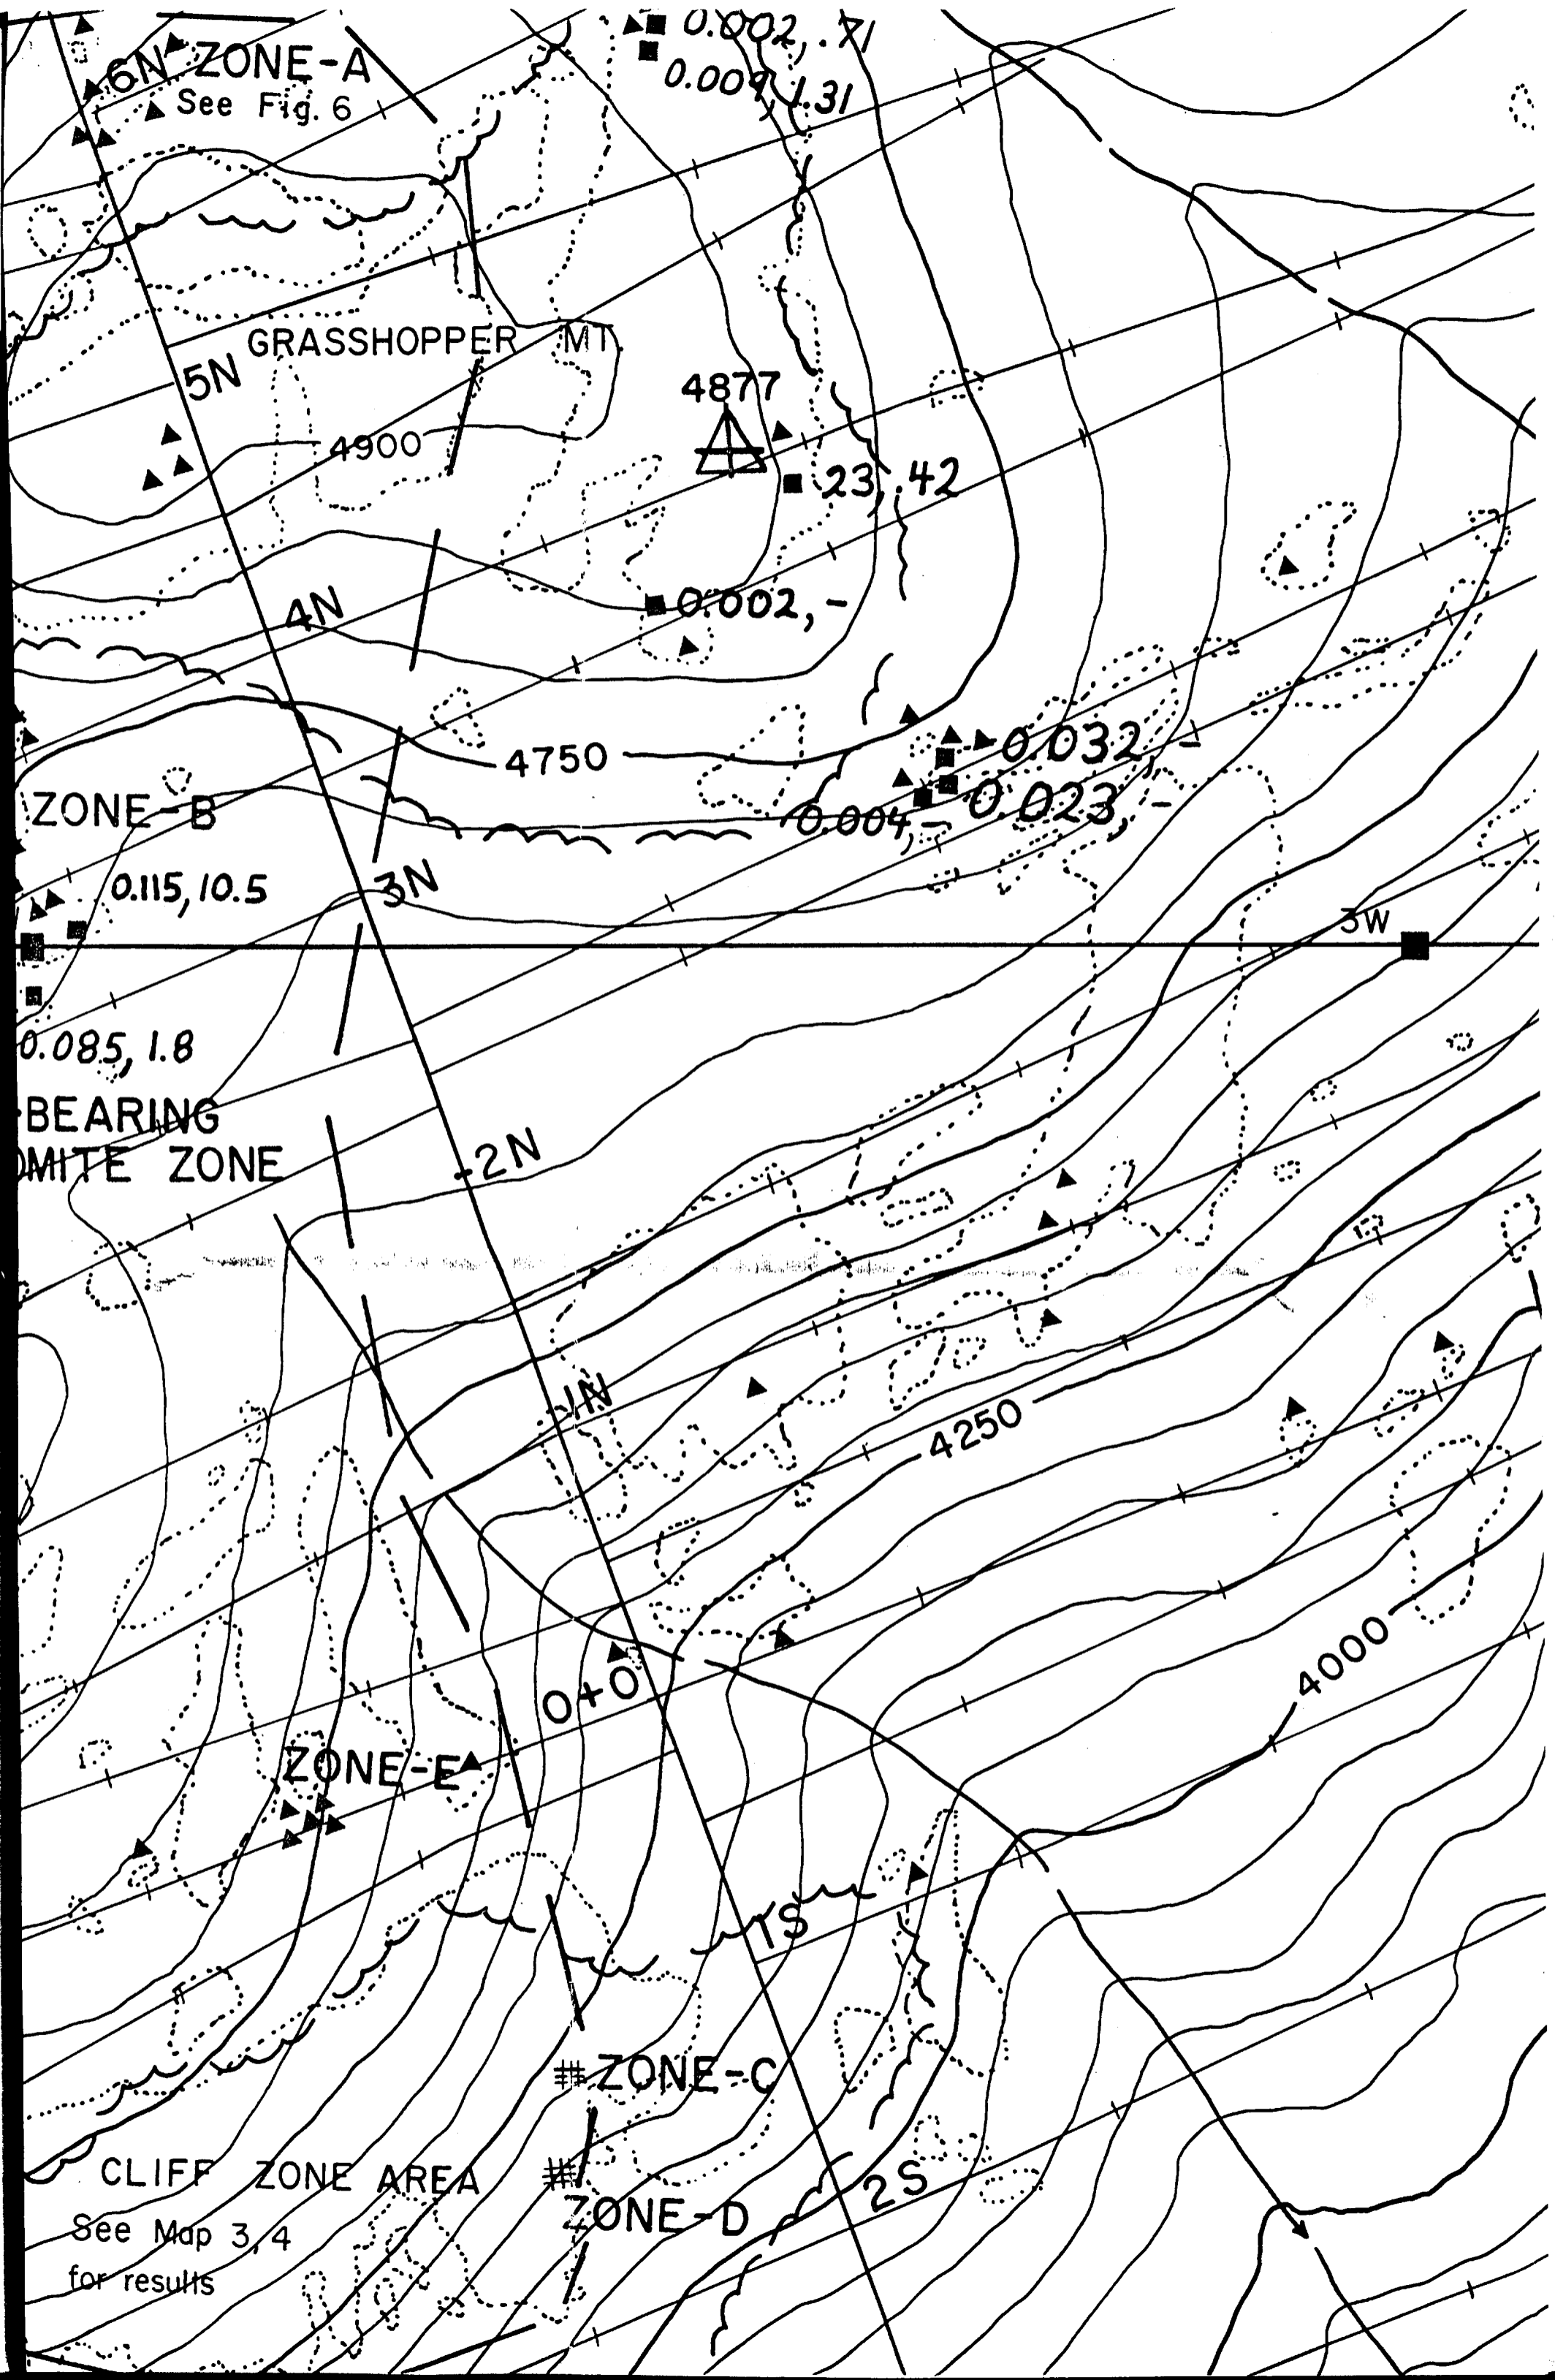 0.002, .71
6N ZONE-A
0.009, 1.31
See Fig. 6
GRASSHOPPER MT.
5N
4877
4900
23, .42
4N
0.002, -
0.032, -
4750
ZONE-B
0.023, -
0.004, -
3N
0.115, 10.5
3W
0.085, 1.8
BEARING
OMITE ZONE
2N
1N
4250
4000
0+0
ZONE-E
1S
ZONE-C
CLIFF ZONE AREA
2S
ZONE-D
See Map 3,4
for results